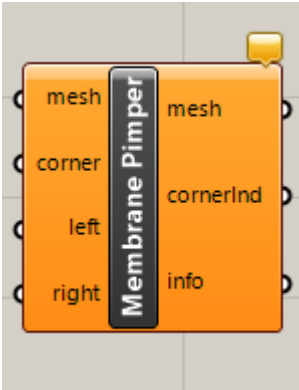 mesh
corner
left
right
Membrane Pimper
mesh
cornerInd
info